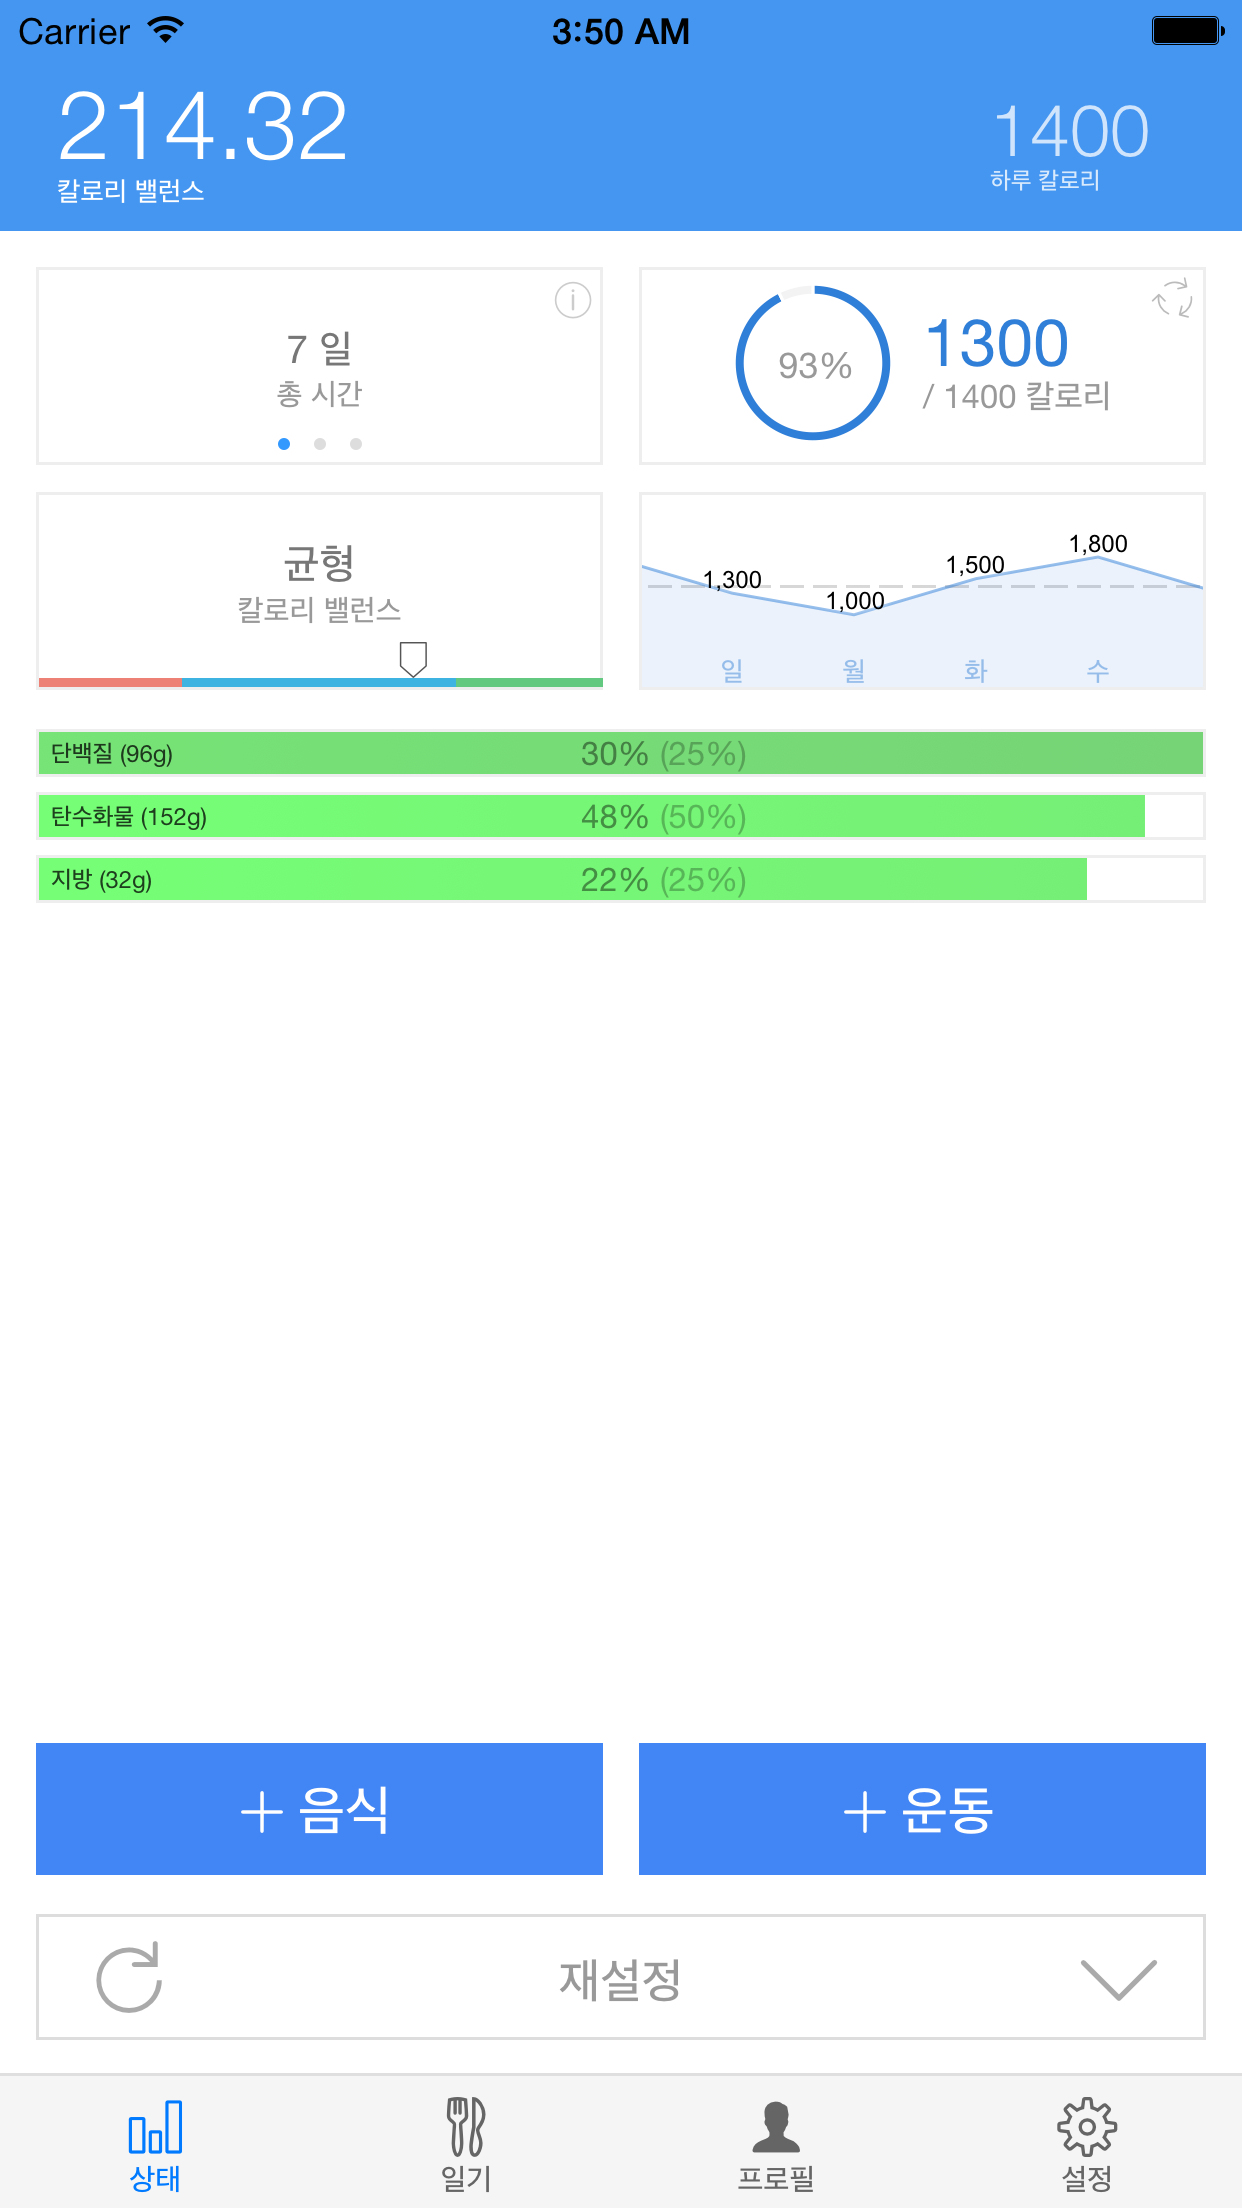 Carrier 3:50 AM
214.32
칼로리 밸런스
1400
하루 칼로리
7 일
총 시간
93%
1300
/ 1400 칼로리
균형
칼로리 밸런스
1,300
1,000
1,500
1,800
일 월 화 수
단백질 (96g) 30% (25%)
탄수화물 (152g) 48% (50%)
지방 (32g) 22% (25%)
+ 음식
+ 운동
재설정
상태 일기 프로필 설정